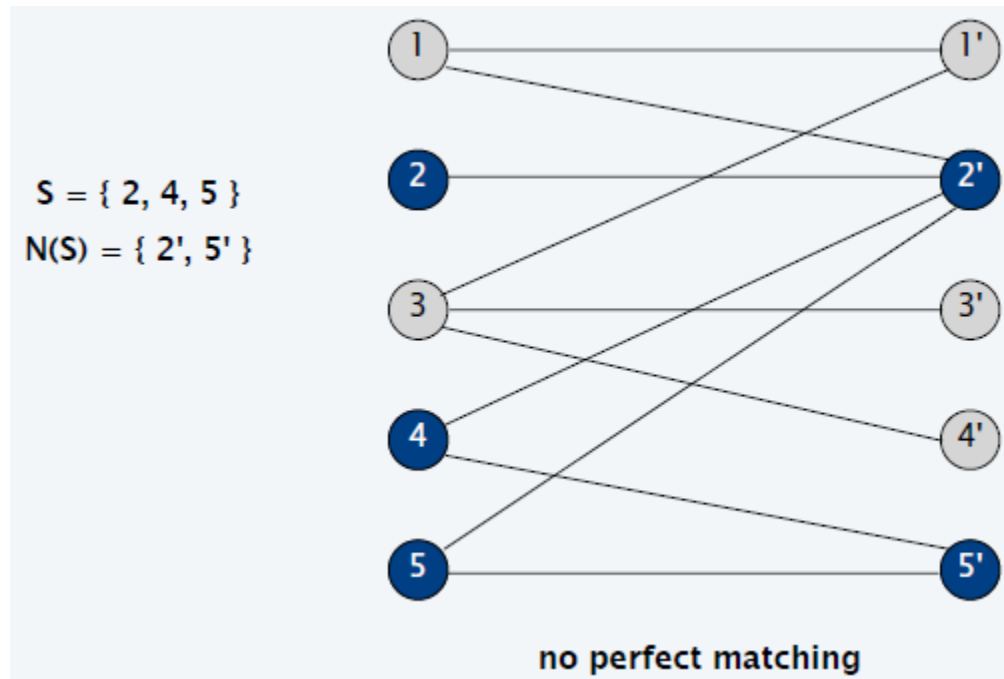 1 1'
2 2'
S = { 2, 4, 5 }
N(S) = { 2', 5' }
3 3'
4 4'
5 5'
no perfect matching